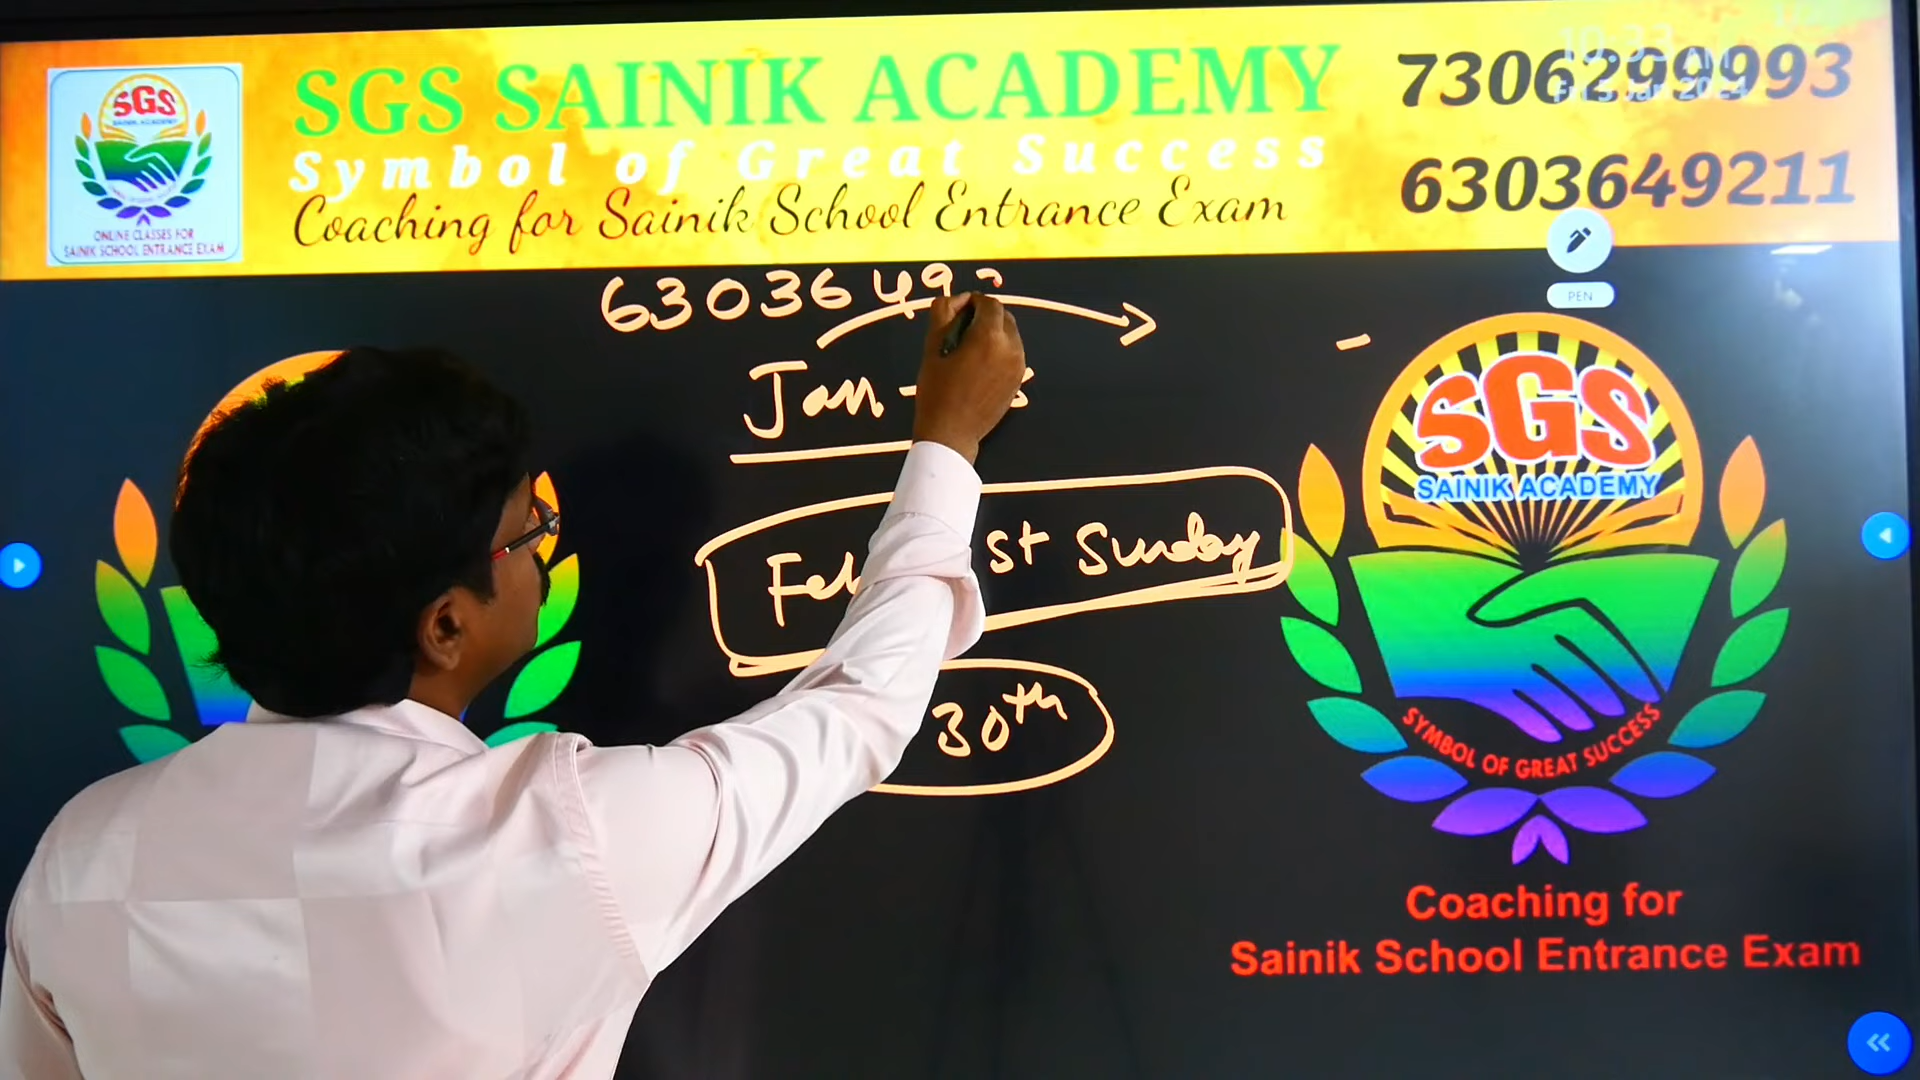 SGS
SAINIK ACADEMY
ONLINE CLASSES FOR
SAINIK SCHOOL ENTRANCE EXAM
SGS SAINIK ACADEMY
Symbol of Great Success
Coaching for Sainik School Entrance Exam
7306299993
6303649211
PEN
6303649
Jan -
st Sunday
30th
SGS
SAINIK ACADEMY
SYMBOL OF GREAT SUCCESS
Coaching for
Sainik School Entrance Exam